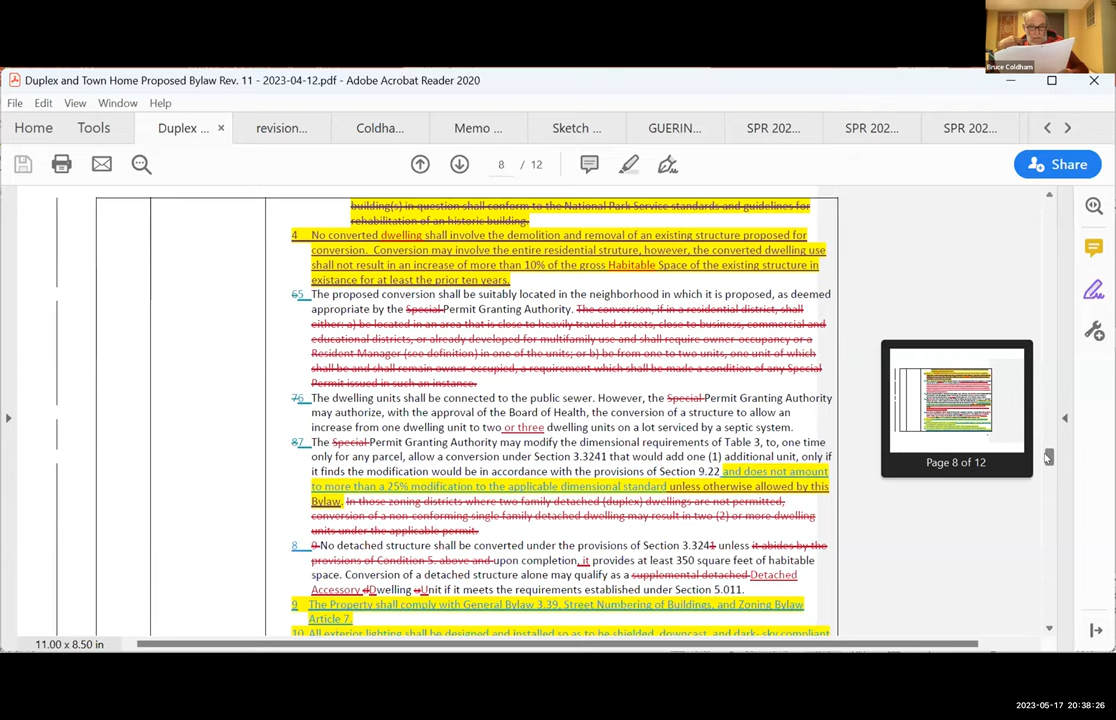 Bruce Coldham
Duplex and Town Home Proposed Bylaw Rev. 11 - 2023-04-12.pdf - Adobe Acrobat Reader 2020
File Edit View Window Help
Home Tools Duplex ... × revision... Coldha... Memo ... Sketch ... GUERIN... SPR 202... SPR 202... SPR 202...
8 / 12
Share
building(s) in question shall conform to the National Park Service standards and guidelines for
rehabilitation of an historic building.
4 No converted dwelling shall involve the demolition and removal of an existing structure proposed for
conversion. Conversion may involve the entire residential struture, however, the converted dwelling use
shall not result in an increase of more than 10% of the gross Habitable Space of the existing structure in
existance for at least the prior ten years.
65 The proposed conversion shall be suitably located in the neighborhood in which it is proposed, as deemed
appropriate by the Special Permit Granting Authority. The conversion, if in a residential district, shall
either: a) be located in an area that is close to heavily traveled streets, close to business, commercial and
educational districts, or already developed for multifamily use and shall require owner-occupancy or a
Resident Manager (see definition) in one of the units; or b) be from one to two units, one unit of which
shall be and shall remain owner-occupied, a requirement which shall be made a condition of any Special
Permit issued in such an instance.
76 The dwelling units shall be connected to the public sewer. However, the Special Permit Granting Authority
may authorize, with the approval of the Board of Health, the conversion of a structure to allow an
increase from one dwelling unit to two or three dwelling units on a lot serviced by a septic system.
87 The Special Permit Granting Authority may modify the dimensional requirements of Table 3, to, one time
only for any parcel, allow a conversion under Section 3.3241 that would add one (1) additional unit, only if
it finds the modification would be in accordance with the provisions of Section 9.22 and does not amount
to more than a 25% modification to the applicable dimensional standard unless otherwise allowed by this
Bylaw. In those zoning districts where two family detached (duplex) dwellings are not permitted,
conversion of a non-conforming single family detached dwelling may result in two (2) or more dwelling
units under the applicable permit.
8 9 No detached structure shall be converted under the provisions of Section 3.3241 unless it abides by the
provisions of Condition 5. above and upon completion, it provides at least 350 square feet of habitable
space. Conversion of a detached structure alone may qualify as a supplemental detached Detached
Accessory dDwelling uUnit if it meets the requirements established under Section 5.011.
9 The Property shall comply with General Bylaw 3.39, Street Numbering of Buildings, and Zoning Bylaw
Article 7.
10 All exterior lighting shall be designed and installed so as to be shielded, downcast, and dark- sky compliant
Page 8 of 12
11.00 x 8.50 in
2023-05-17 20:38:26